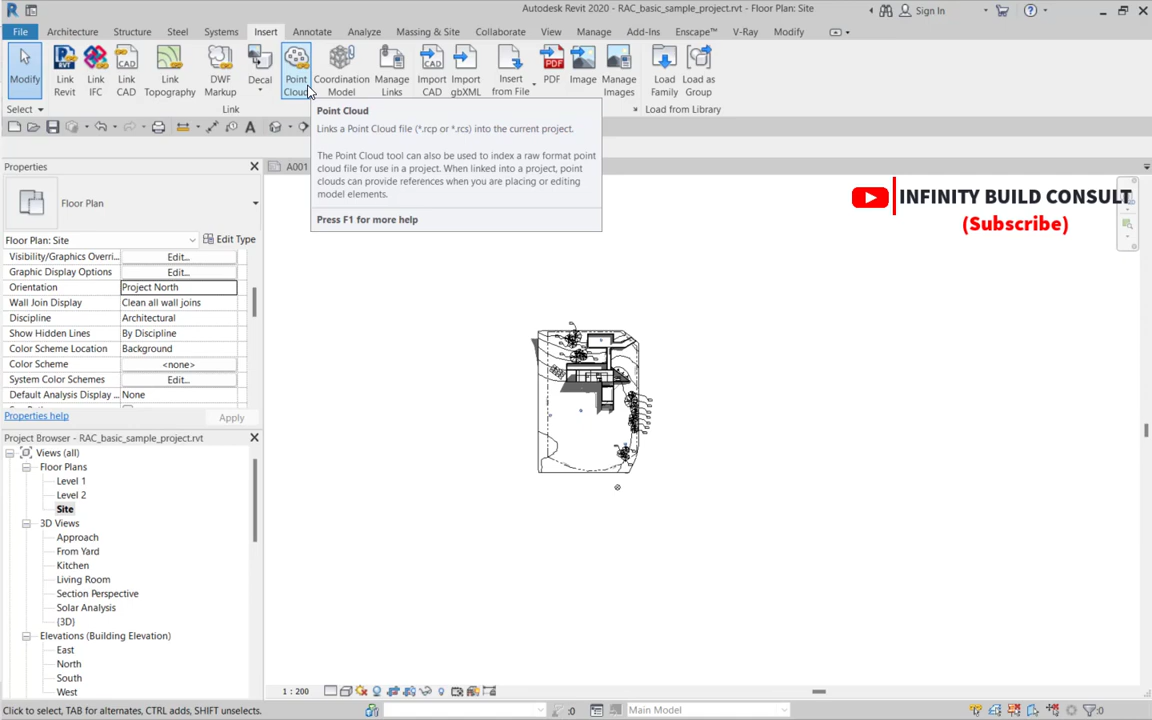 Autodesk Revit 2020 - RAC_basic_sample_project.rvt - Floor Plan: Site
Sign In
File
Architecture
Structure
Steel
Systems
Insert
Annotate
Analyze
Massing & Site
Collaborate
View
Manage
Add-Ins
Enscape™
V-Ray
Modify
Modify
Link Revit
Link IFC
Link CAD
Link Topography
DWF Markup
Decal
Point Cloud
Coordination Model
Manage Links
Import CAD
Import gbXML
Insert from File
PDF
Image
Manage Images
Load Family
Load as Group
Select
Link
Load from Library
Point Cloud
Links a Point Cloud file (*.rcp or *.rcs) into the current project.
The Point Cloud tool can also be used to index a raw format point
cloud file for use in a project. When linked into a project, point
clouds can provide references when you are placing or editing
model elements.
Press F1 for more help
A001
INFINITY BUILD CONSULT
(Subscribe)
Properties
Floor Plan
Floor Plan: Site
Edit Type
Visibility/Graphics Overri... Edit...
Graphic Display Options Edit...
Orientation Project North
Wall Join Display Clean all wall joins
Discipline Architectural
Show Hidden Lines By Discipline
Color Scheme Location Background
Color Scheme <none>
System Color Schemes Edit...
Default Analysis Display ... None
Properties help
Apply
Project Browser - RAC_basic_sample_project.rvt
Views (all)
Floor Plans
Level 1
Level 2
Site
3D Views
Approach
From Yard
Kitchen
Living Room
Section Perspective
Solar Analysis
{3D}
Elevations (Building Elevation)
East
North
South
West
1 : 200
Click to select, TAB for alternates, CTRL adds, SHIFT unselects.
:0
Main Model
:0